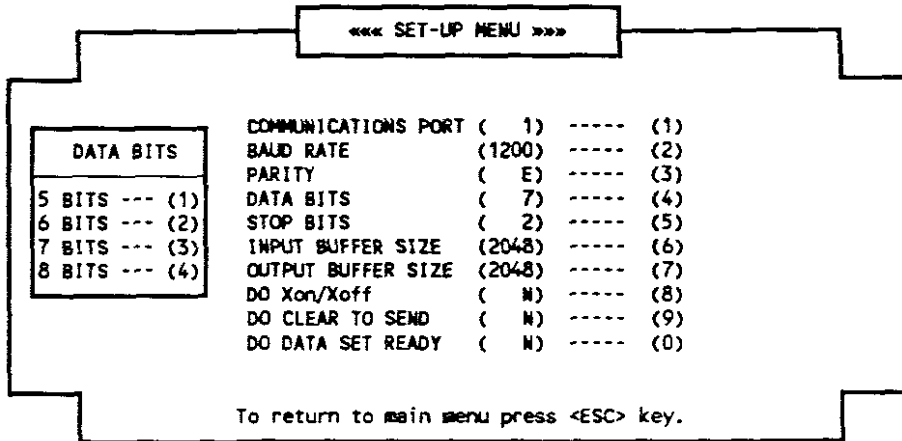 ««« SET-UP MENU »»»
DATA BITS
5 BITS --- (1)
6 BITS --- (2)
7 BITS --- (3)
8 BITS --- (4)
COMMUNICATIONS PORT ( 1) ----- (1)
BAUD RATE (1200) ----- (2)
PARITY ( E) ----- (3)
DATA BITS ( 7) ----- (4)
STOP BITS ( 2) ----- (5)
INPUT BUFFER SIZE (2048) ----- (6)
OUTPUT BUFFER SIZE (2048) ----- (7)
DO Xon/Xoff ( N) ----- (8)
DO CLEAR TO SEND ( N) ----- (9)
DO DATA SET READY ( N) ----- (0)
To return to main menu press <ESC> key.